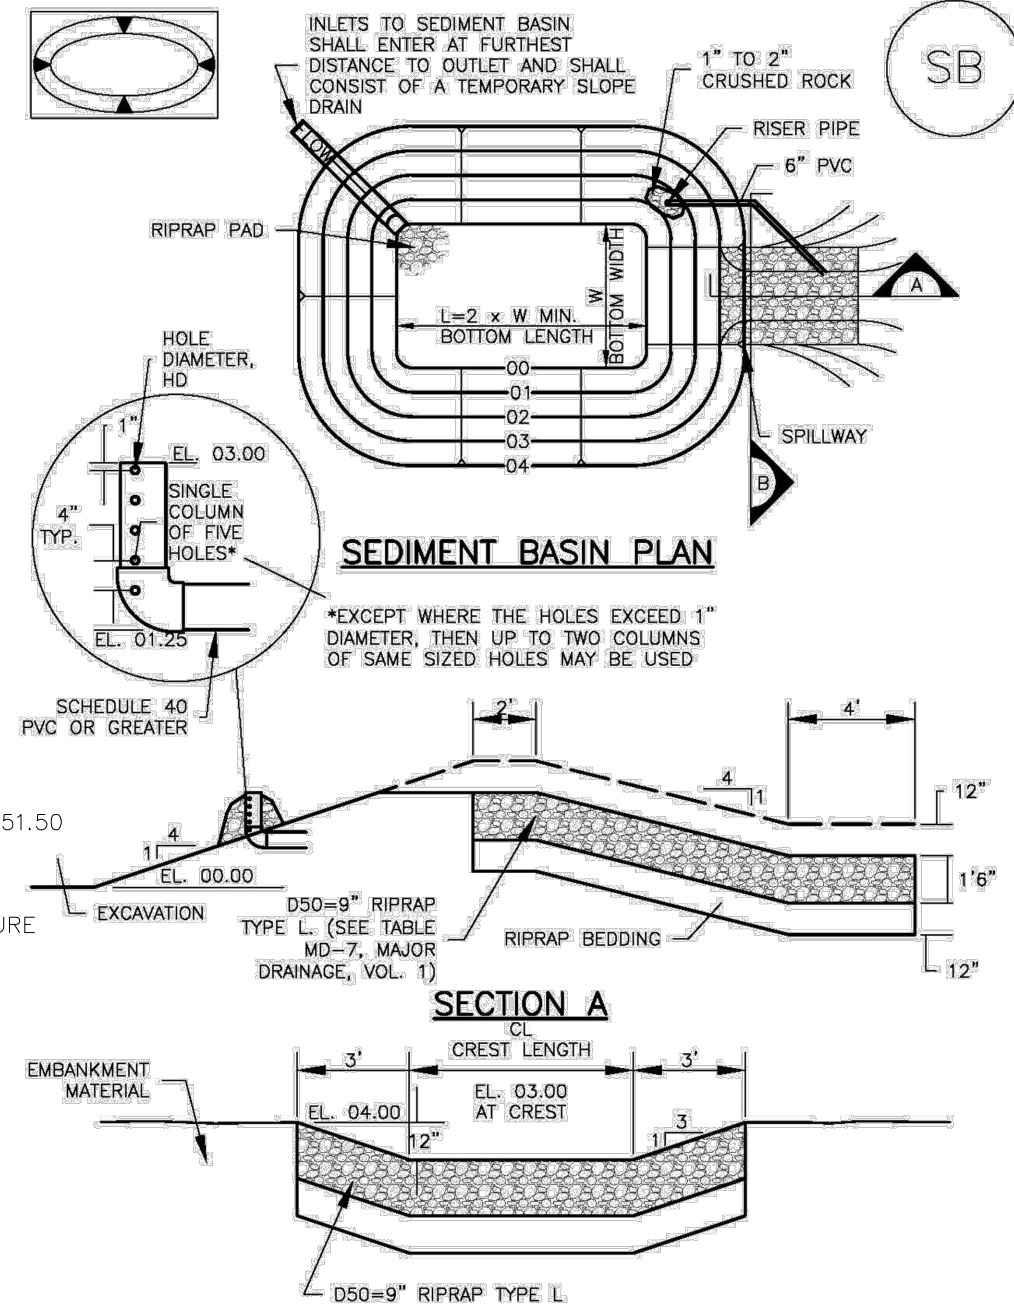 INLETS TO SEDIMENT BASIN
SHALL ENTER AT FURTHEST
DISTANCE TO OUTLET AND SHALL
CONSIST OF A TEMPORARY SLOPE
DRAIN
1" TO 2"
CRUSHED ROCK
SB
RISER PIPE
6" PVC
FLOW
RIPRAP PAD
W
BOTTOM WIDTH
L=2 x W MIN.
BOTTOM LENGTH
A
00
01
02
03
04
SPILLWAY
B
HOLE
DIAMETER,
HD
1"
EL. 03.00
SINGLE
COLUMN
OF FIVE
HOLES*
4"
TYP.
EL. 01.25
SEDIMENT BASIN PLAN
*EXCEPT WHERE THE HOLES EXCEED 1"
DIAMETER, THEN UP TO TWO COLUMNS
OF SAME SIZED HOLES MAY BE USED
SCHEDULE 40
PVC OR GREATER
2'
4'
4
1
12"
51.50
4
1
EL. 00.00
1'6"
EXCAVATION
URE
D50=9" RIPRAP
TYPE L. (SEE TABLE
MD-7, MAJOR
DRAINAGE, VOL. 1)
RIPRAP BEDDING
12"
SECTION A
CL
CREST LENGTH
3'
3'
EMBANKMENT
MATERIAL
EL. 04.00
EL. 03.00
AT CREST
12"
3
1
D50=9" RIPRAP TYPE L